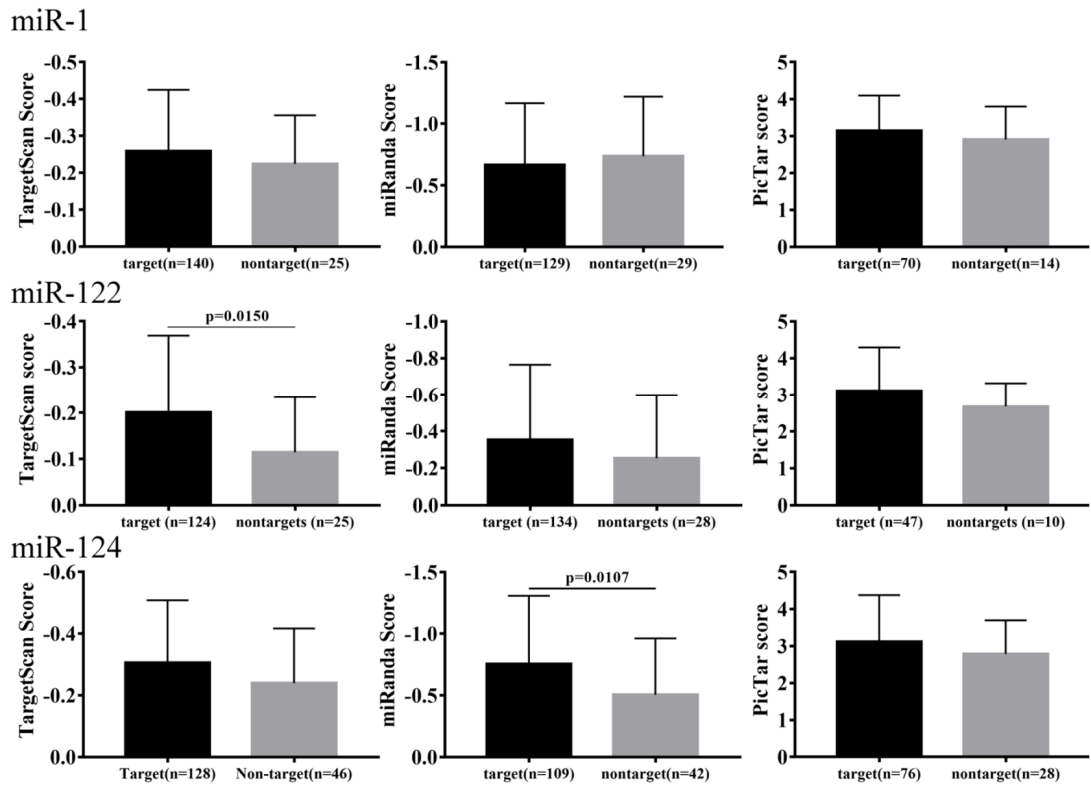 miR-1
TargetScan Score
-0.5
-0.4
-0.3
-0.2
-0.1
0.0
target(n=140) nontarget(n=25)
miRanda Score
-1.5
-1.0
-0.5
0.0
target(n=129) nontarget(n=29)
PicTar score
5
4
3
2
1
0
target(n=70) nontarget(n=14)
miR-122
TargetScan score
-0.4
-0.3
-0.2
-0.1
0.0
p=0.0150
target (n=124) nontargets (n=25)
miRanda Score
-1.0
-0.8
-0.6
-0.4
-0.2
0.0
target (n=134) nontargets (n=28)
PicTar score
5
4
3
2
1
0
target (n=47) nontargets (n=10)
miR-124
TargetScan Score
-0.6
-0.4
-0.2
0.0
Target(n=128) Non-target(n=46)
miRanda Score
-1.5
-1.0
-0.5
0.0
p=0.0107
target(n=109) nontarget(n=42)
PicTar score
5
4
3
2
1
0
target(n=76) nontarget(n=28)